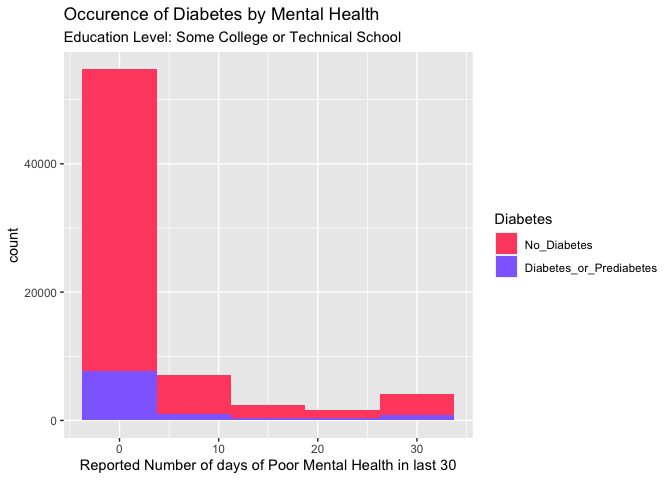 Occurence of Diabetes by Mental Health
Education Level: Some College or Technical School
count
40000
20000
0
0
10
20
30
Reported Number of days of Poor Mental Health in last 30
Diabetes
No_Diabetes
Diabetes_or_Prediabetes